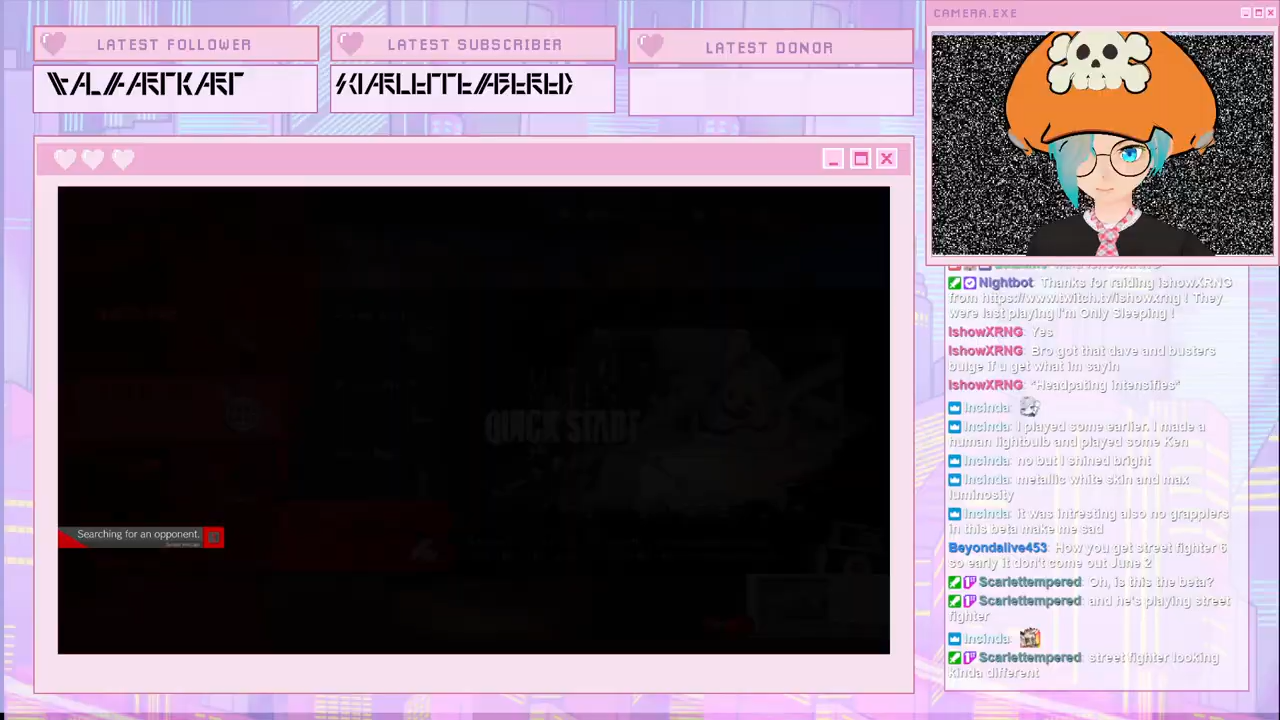 CAMERA.EXE
LATEST FOLLOWER
LATEST SUBSCRIBER
LATEST DONOR
QUICK START
Searching for an opponent.
Nightbot: Thanks for raiding ishowXRNG
from https://www.twitch.tv/ishowxrng ! They
were last playing I'm Only Sleeping !
IshowXRNG: Yes
IshowXRNG: Bro got that dave and busters
bulge if u get what im sayin
IshowXRNG: *Headpating intensifies*
Incinda:
Incinda: I played some earlier. I made a
human lightbulb and played some Ken
Incinda: no but I shined bright
Incinda: metallic white skin and max
luminosity
Incinda: it was intresting also no grapplers
in this beta make me sad
Beyondalive453: How you get street fighter 6
so early it don't come out June 2
Scarlettempered: Oh, is this the beta?
Scarlettempered: and he's playing street
fighter
Incinda:
Scarlettempered: street fighter looking
kinda different